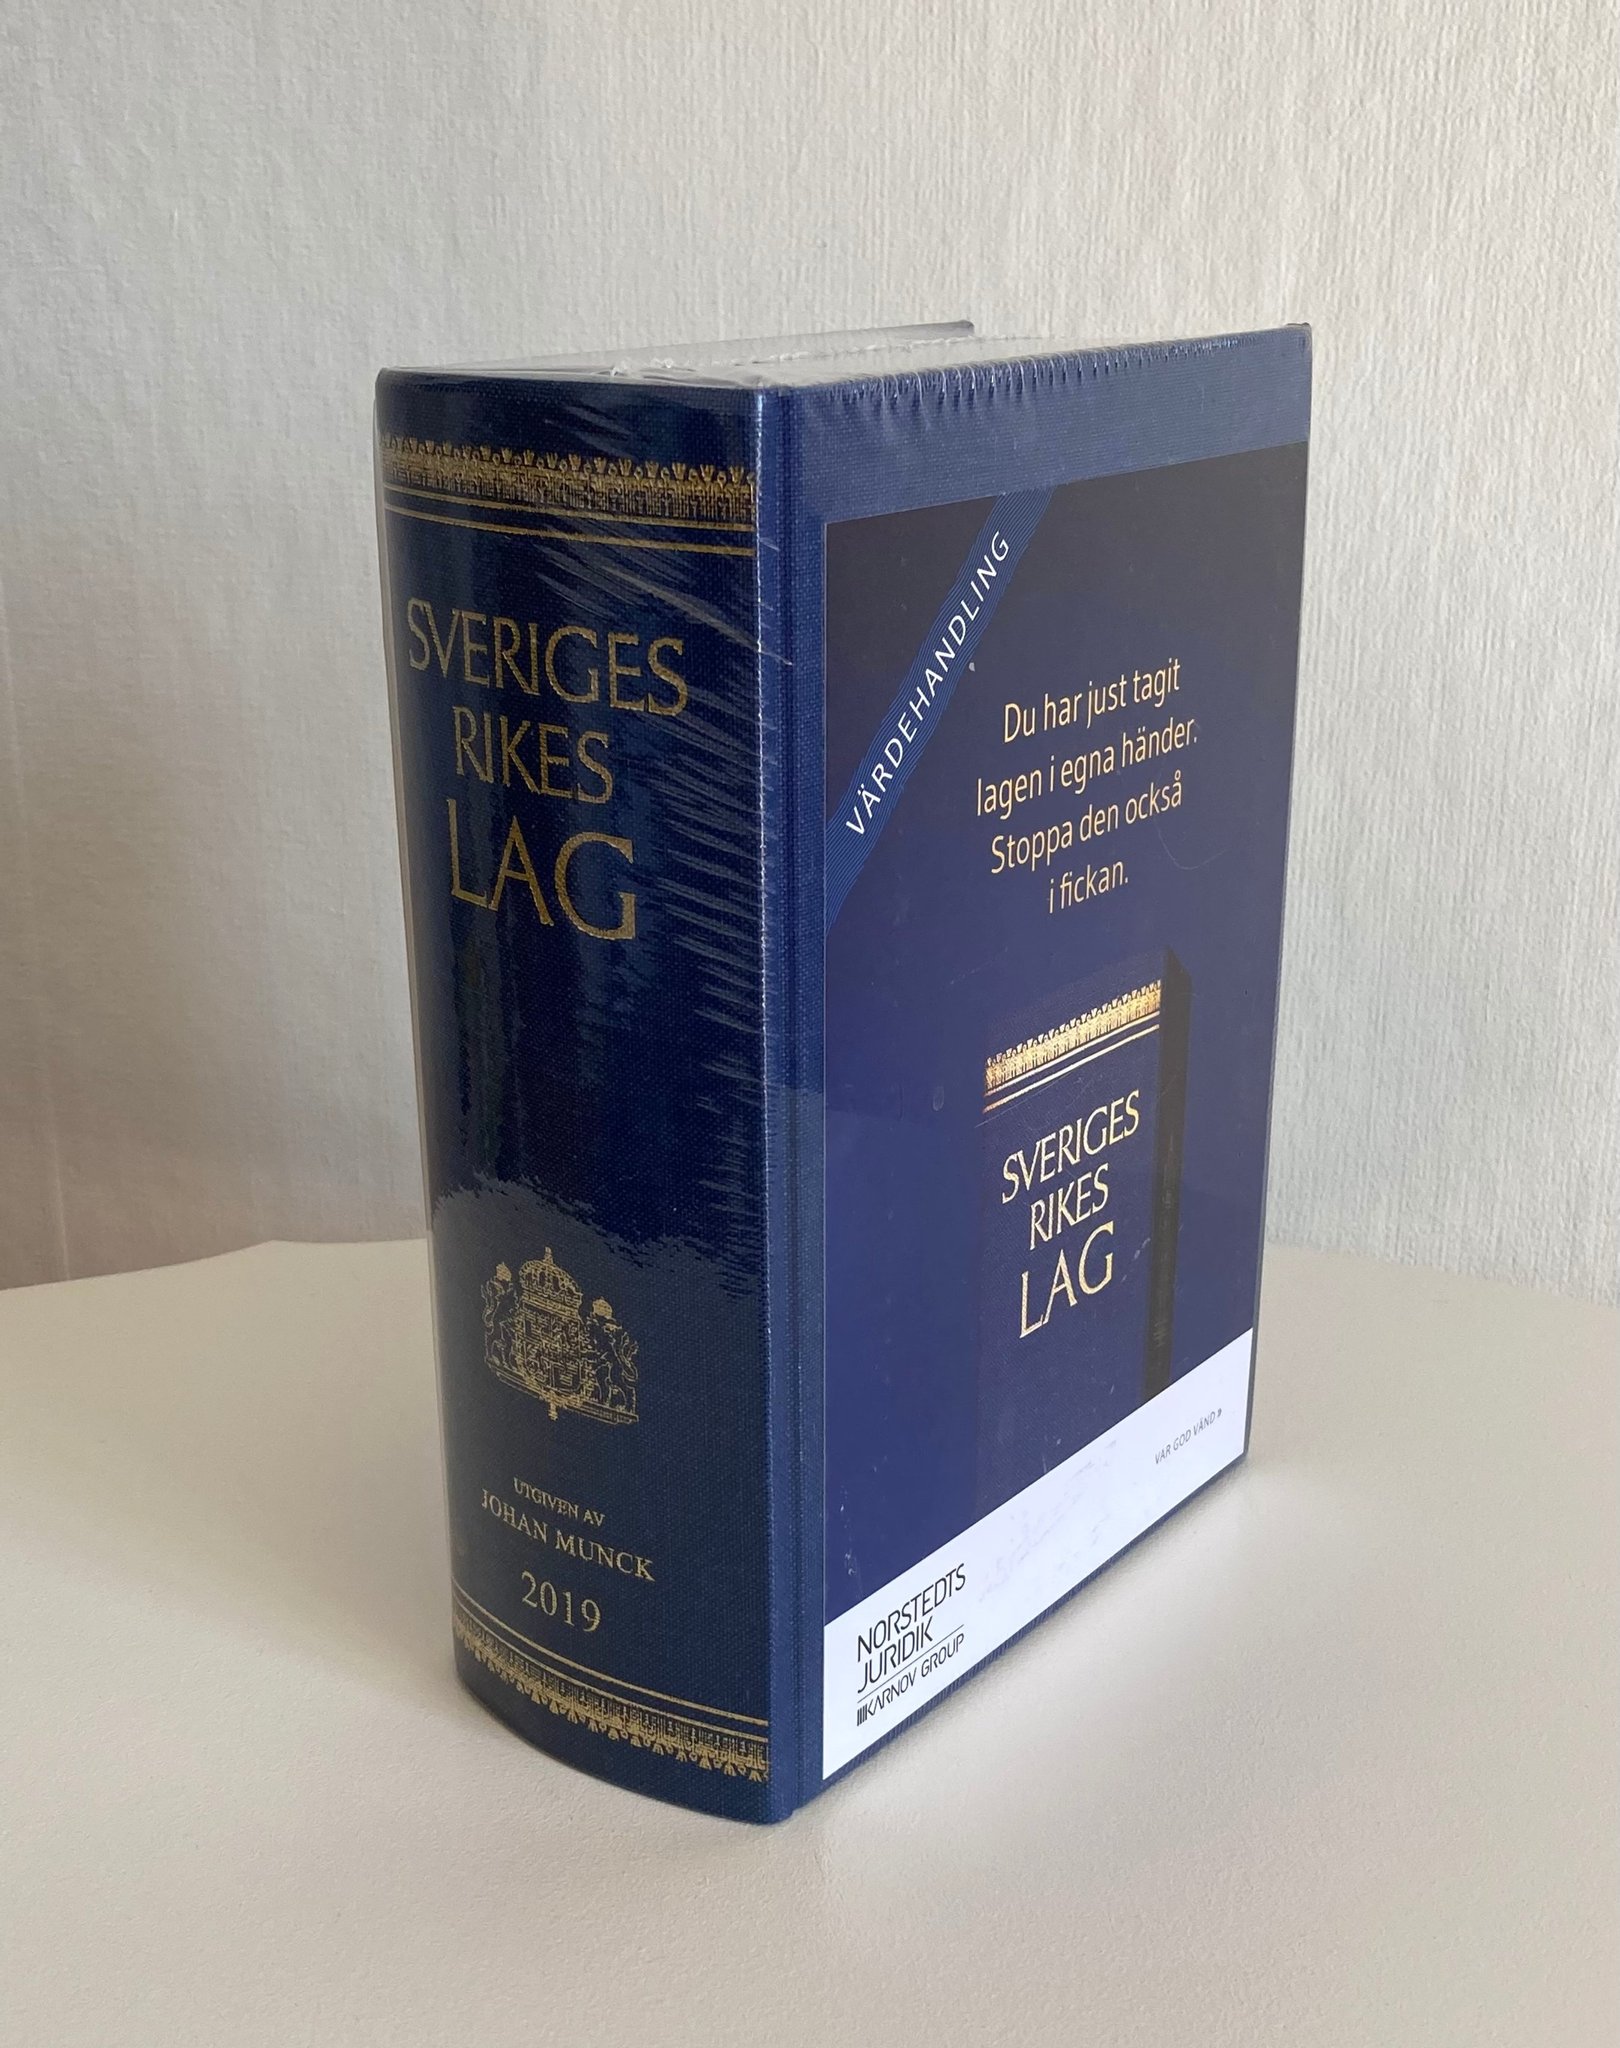 SVERIGES
RIKES
LAG
UTGIVEN AV
JOHAN MUNCK
2019
VÄRDEHANDLING
Du har just tagit
lagen i egna händer.
Stoppa den också
i fickan.
SVERIGES
RIKES
LAG
VAR GOD VÄND »
NORSTEDTS
JURIDIK
KARNOV GROUP